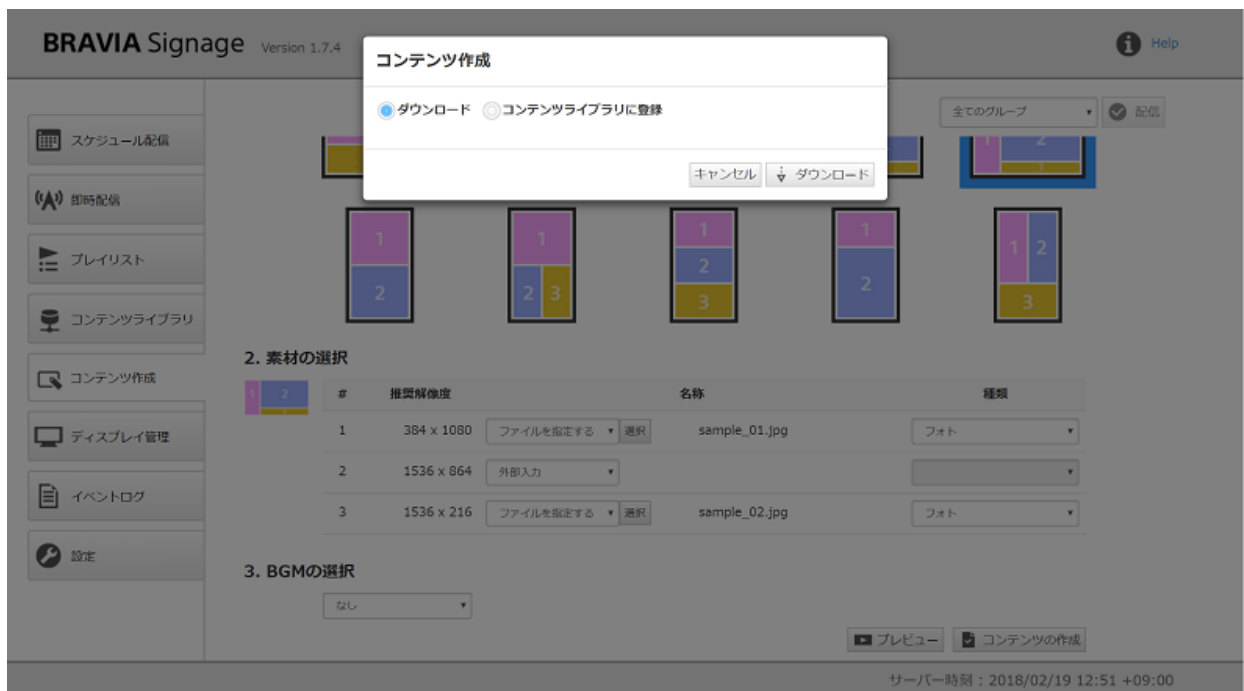 BRAVIA Signage Version 1.7.4
Help
コンテンツ作成
ダウンロード コンテンツライブラリに登録
キャンセル ダウンロード
全てのグループ 配信
スケジュール配信
即時配信
プレイリスト
コンテンツライブラリ
コンテンツ作成
ディスプレイ管理
イベントログ
設定
1 2 3
1 2
1 2 3
1 2 3
1 2
1 2 3
2. 素材の選択
1 2 3
# 推奨解像度 名称 種類
1 384 x 1080 ファイルを指定する 選択 sample_01.jpg フォト
2 1536 x 864 外部入力
3 1536 x 216 ファイルを指定する 選択 sample_02.jpg フォト
3. BGMの選択
なし
プレビュー コンテンツの作成
サーバー時刻 : 2018/02/19 12:51 +09:00